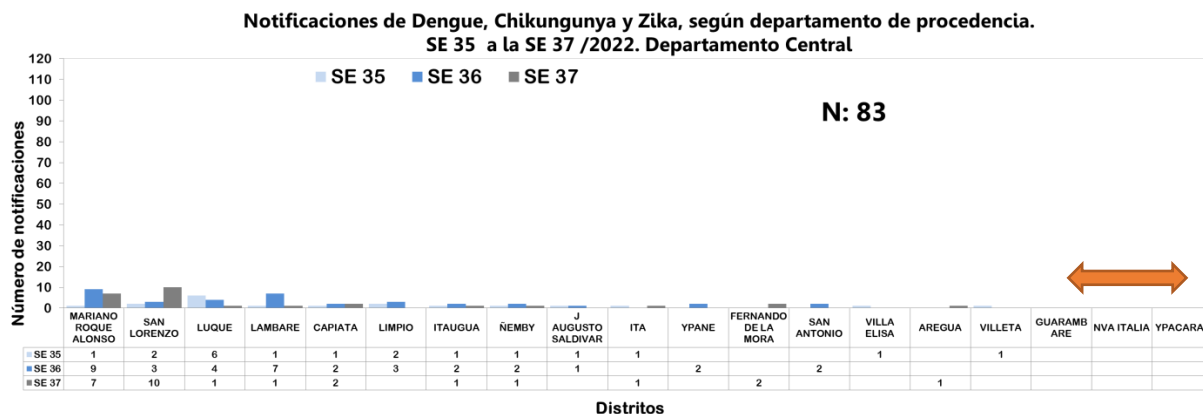 Notificaciones de Dengue, Chikungunya y Zika, según departamento de procedencia.
SE 35 a la SE 37 /2022. Departamento Central
SE 35 SE 36 SE 37
N: 83
Número de notificaciones
120
110
100
90
80
70
60
50
40
30
20
10
0
MARIANO ROQUE ALONSO
SAN LORENZO
LUQUE
LAMBARE
CAPIATA
LIMPIO
ITAUGUA
ÑEMBY
J AUGUSTO SALDIVAR
ITA
YPANE
FERNANDO DE LA MORA
SAN ANTONIO
VILLA ELISA
AREGUA
VILLETA
GUARAMBARE
NVA ITALIA
YPACARAI
SE 35 1 2 6 1 1 2 1 1 1 1 1 1
SE 36 9 3 4 7 2 3 2 2 1 2 2
SE 37 7 10 1 1 2 1 1 1 2 1
Distritos